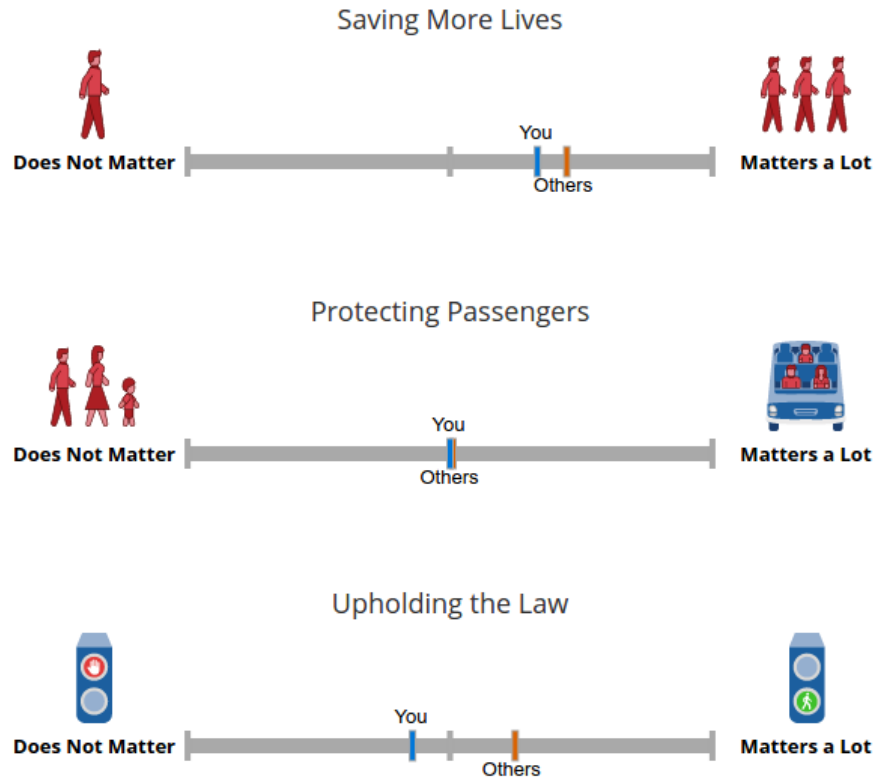 Saving More Lives
You
Does Not Matter Matters a Lot
Others
Protecting Passengers
You
Does Not Matter Matters a Lot
Others
Upholding the Law
You
Does Not Matter Matters a Lot
Others